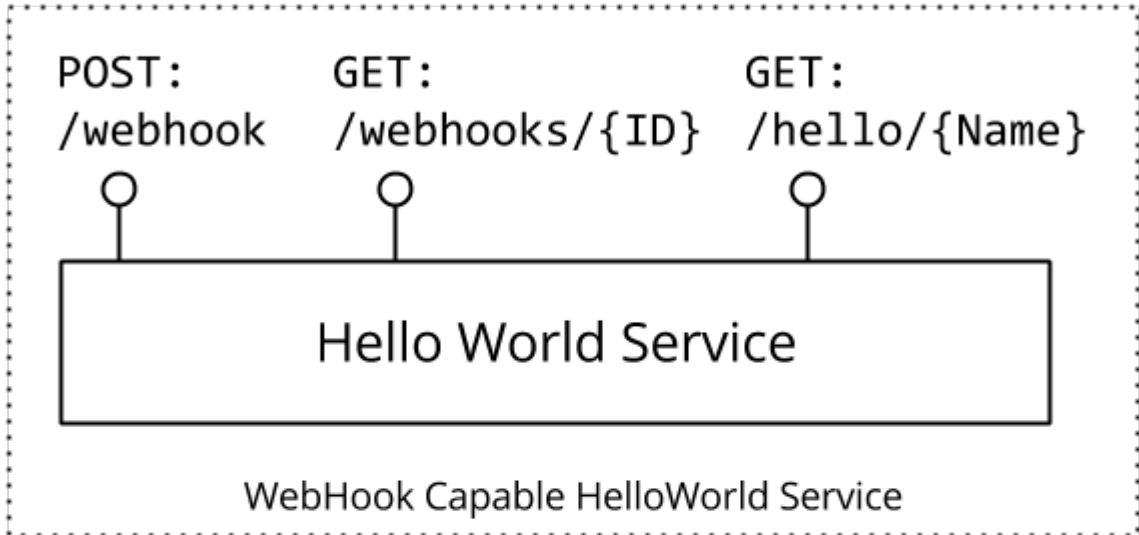 POST:
/webhook
GET:
/webhooks/{ID}
GET:
/hello/{Name}
Hello World Service
WebHook Capable HelloWorld Service